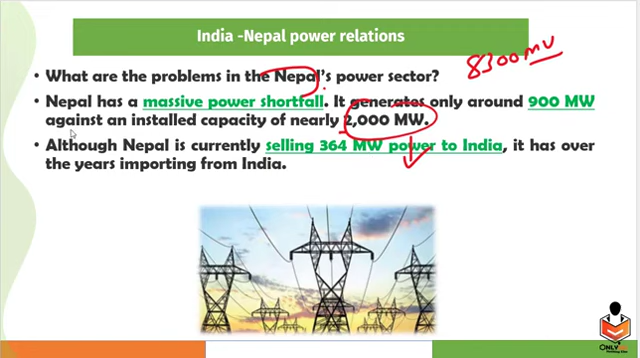 India -Nepal power relations
8300 MW
• What are the problems in the Nepal's power sector?
• Nepal has a massive power shortfall. It generates only around 900 MW
against an installed capacity of nearly 2,000 MW.
• Although Nepal is currently selling 364 MW power to India, it has over
the years importing from India.
ONLY